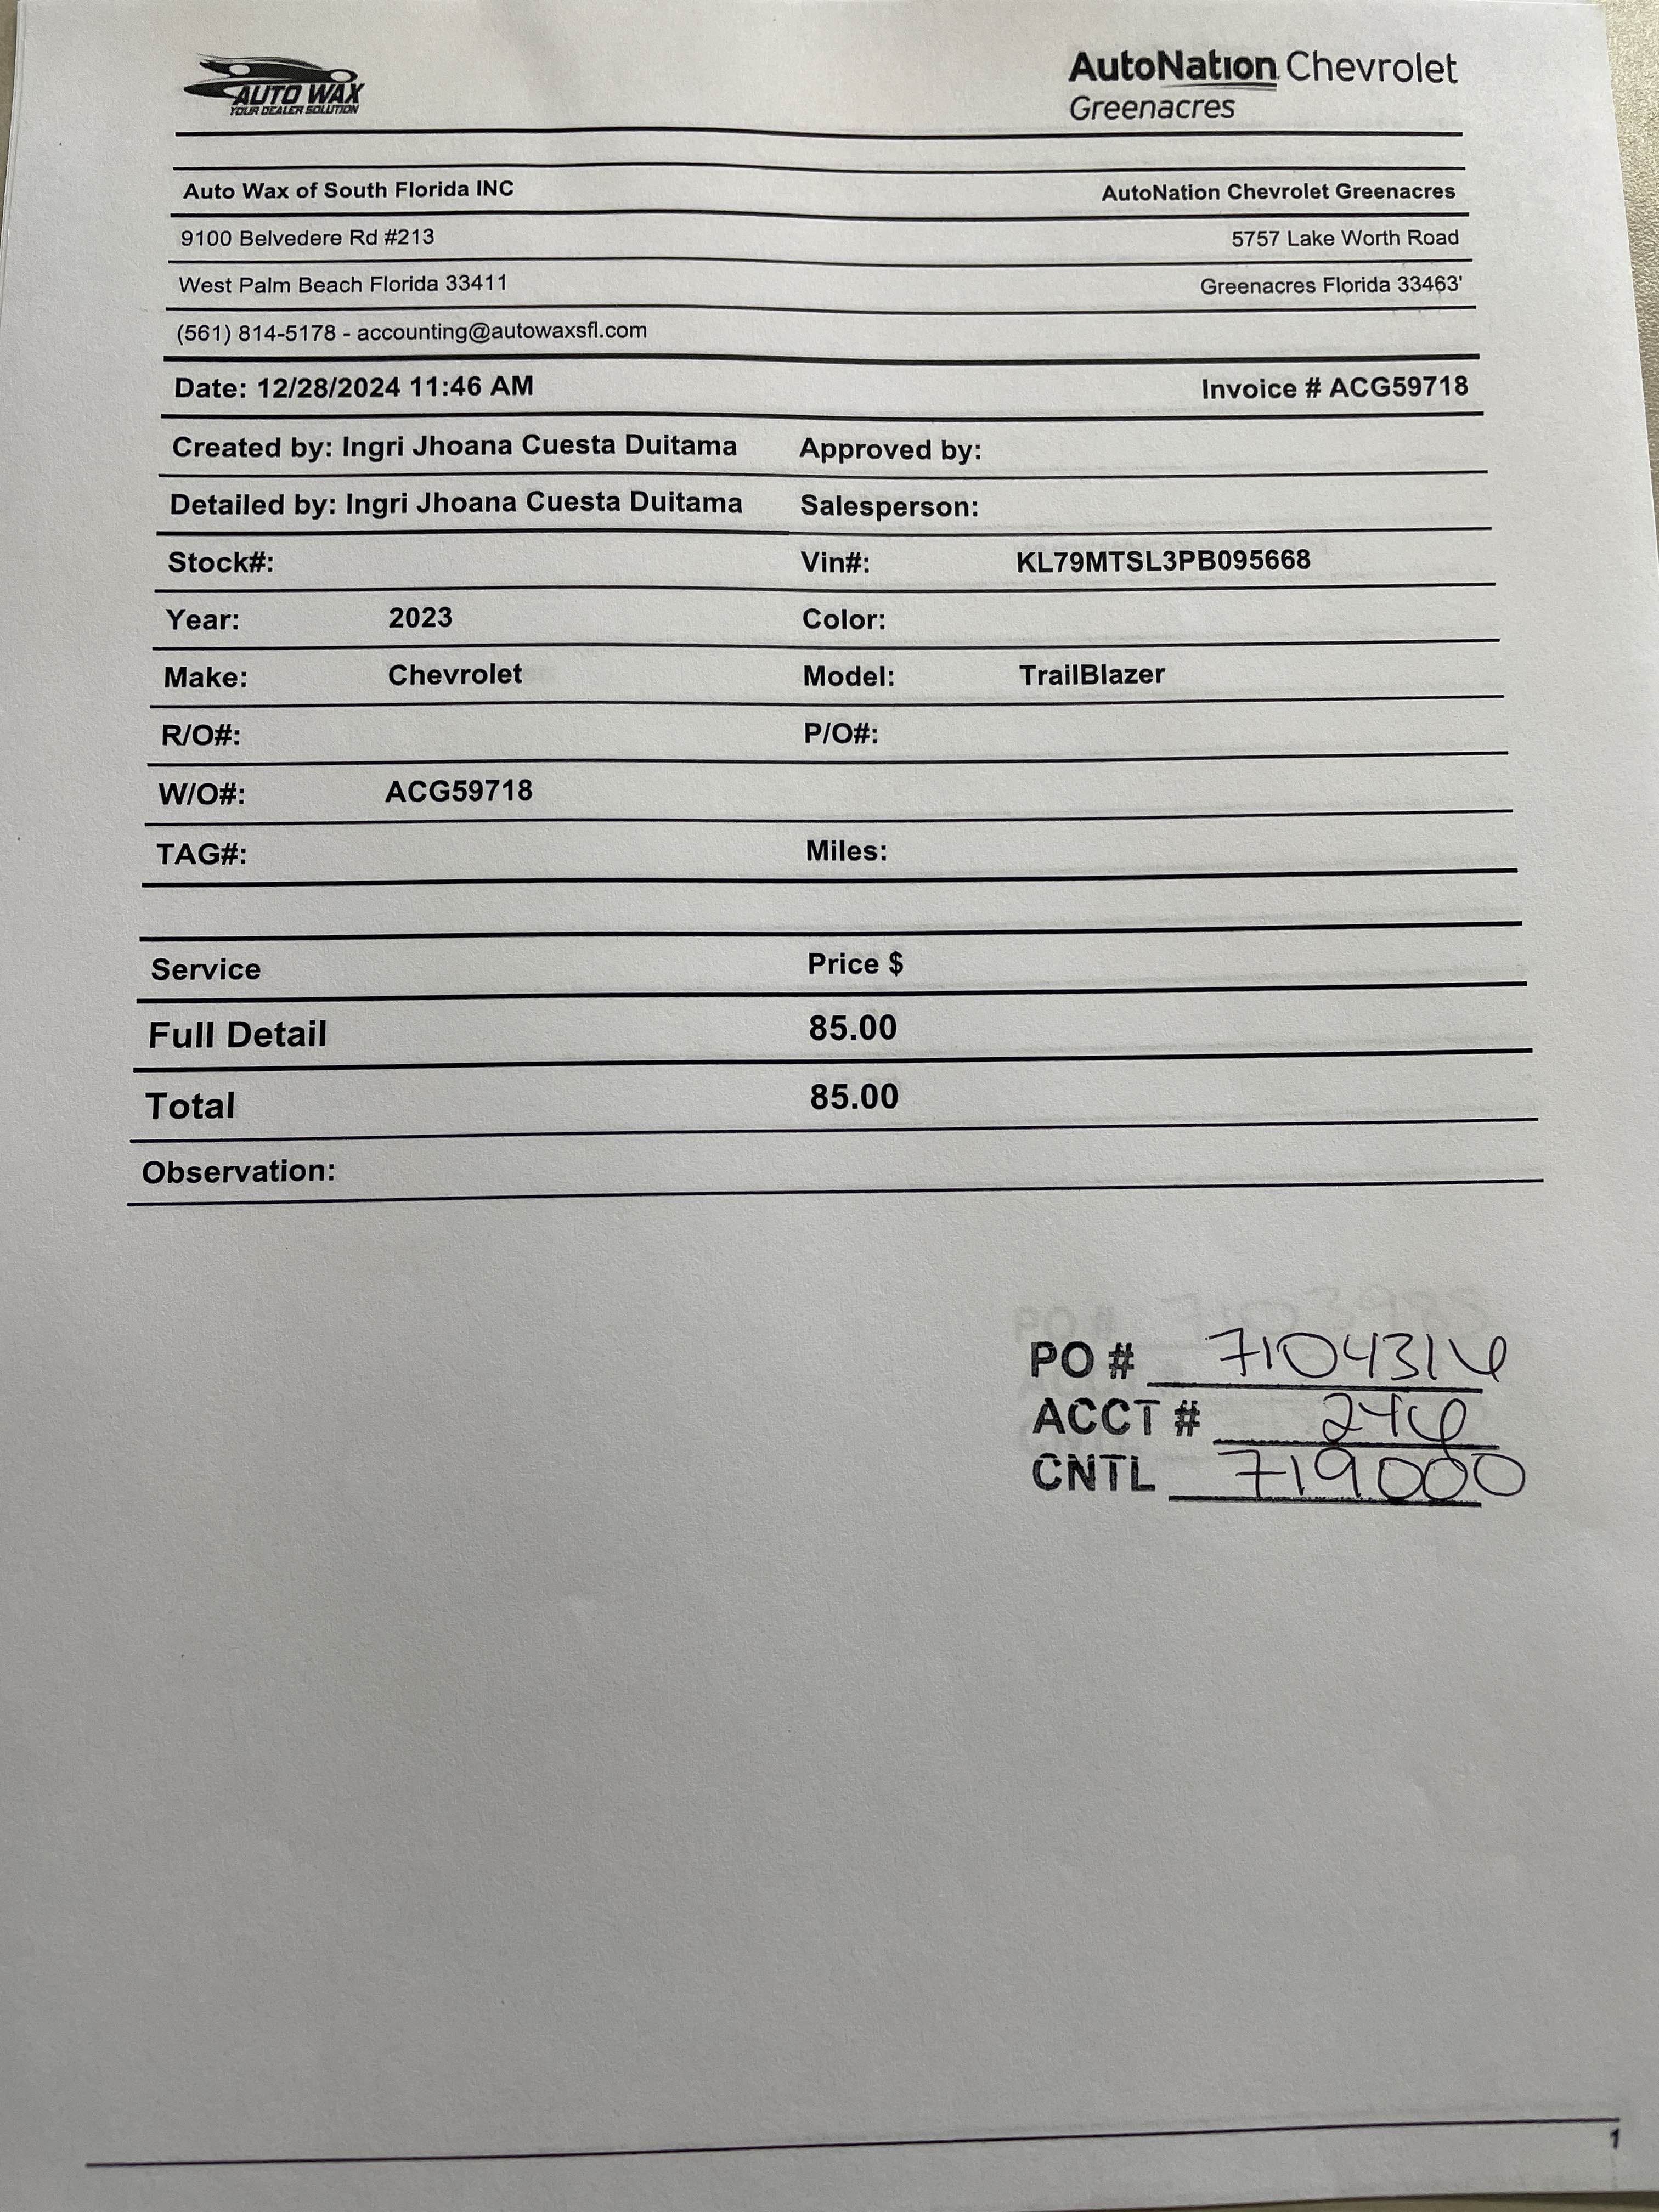 AUTO WAX
YOUR DEALER SOLUTION
AutoNation Chevrolet
Greenacres
Auto Wax of South Florida INC AutoNation Chevrolet Greenacres
9100 Belvedere Rd #213 5757 Lake Worth Road
West Palm Beach Florida 33411 Greenacres Florida 33463'
(561) 814-5178 - accounting@autowaxsfl.com
Date: 12/28/2024 11:46 AM Invoice # ACG59718
Created by: Ingri Jhoana Cuesta Duitama Approved by:
Detailed by: Ingri Jhoana Cuesta Duitama Salesperson:
Stock#: Vin#: KL79MTSL3PB095668
Year: 2023 Color:
Make: Chevrolet Model: TrailBlazer
R/O#: P/O#:
W/O#: ACG59718
TAG#: Miles:
Service Price $
Full Detail 85.00
Total 85.00
Observation:
PO # 7104316
ACCT # 246
CNTL 719000
1